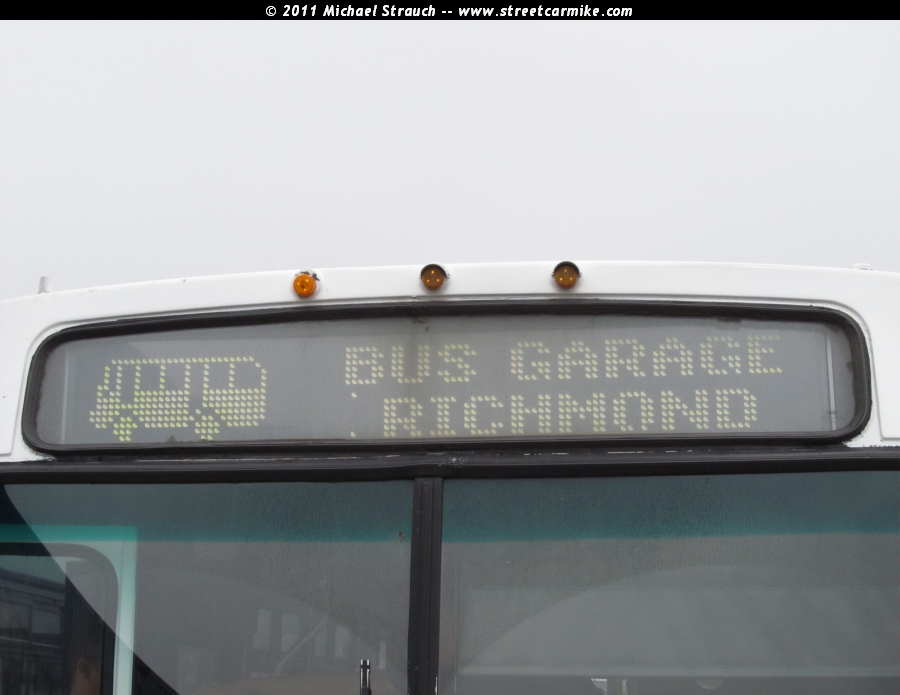 © 2011 Michael Strauch -- www.streetcarmike.com
BUS GARAGE
RICHMOND